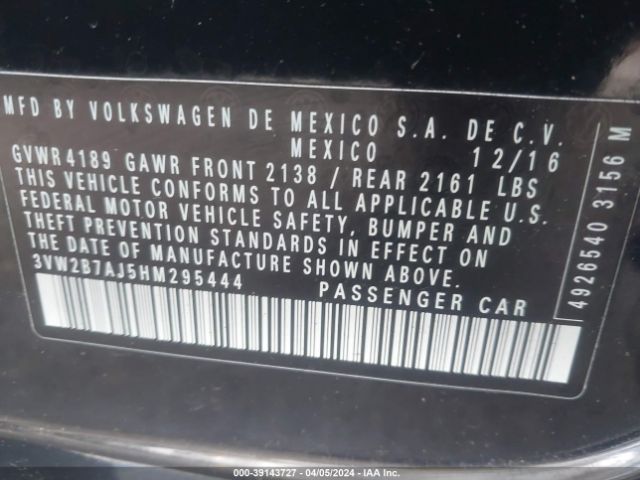 MFD BY VOLKSWAGEN DE MEXICO S.A. DE C.V.
MEXICO 12/16
GVWR 4189 GAWR FRONT 2138 / REAR 2161 LBS
THIS VEHICLE CONFORMS TO ALL APPLICABLE U.S.
FEDERAL MOTOR VEHICLE SAFETY, BUMPER AND
THEFT PREVENTION STANDARDS IN EFFECT ON
THE DATE OF MANUFACTURE SHOWN ABOVE.
3VW2B7AJ5HM295444 PASSENGER CAR
4926540 3156 M
000-39143727 - 04/05/2024 - IAA Inc.